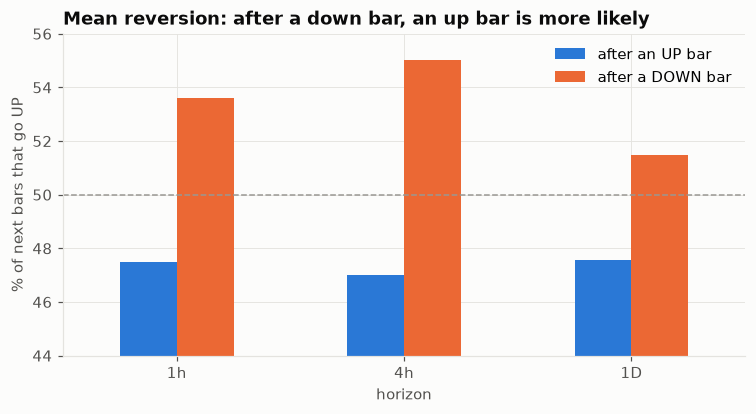 Mean reversion: after a down bar, an up bar is more likely
56
54
52
50
48
46
44
% of next bars that go UP
after an UP bar
after a DOWN bar
1h
4h
1D
horizon